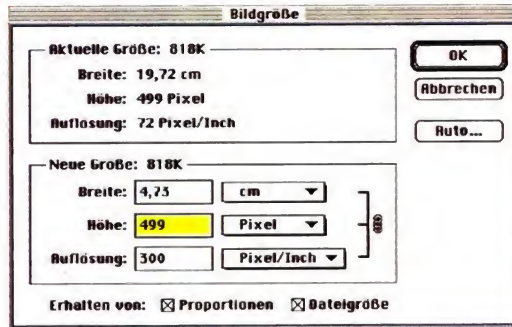 Bildgröße
Aktuelle Größe: 818K
Breite: 19,72 cm
Höhe: 499 Pixel
Auflösung: 72 Pixel/Inch
OK
Abbrechen
Auto...
Neue Größe: 818K
Breite: 4,73 cm
Höhe: 499 Pixel
Auflösung: 300 Pixel/Inch
Erhalten von: Proportionen Dateigröße